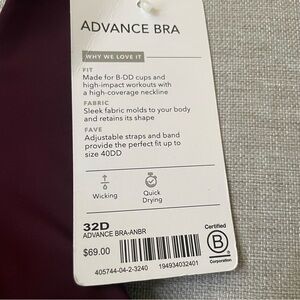 ADVANCE BRA
WHY WE LOVE IT
FIT
Made for B-DD cups and
high-impact workouts with
a high-coverage neckline
FABRIC
Sleek fabric molds to your body
and retains its shape
FAVE
Adjustable straps and band
provide the perfect fit up to
size 40DD
Wicking
Quick
Drying
32D
ADVANCE BRA-ANBR
$69.00
405744-04-2-3240 194934032401
Certified
B
Corporation